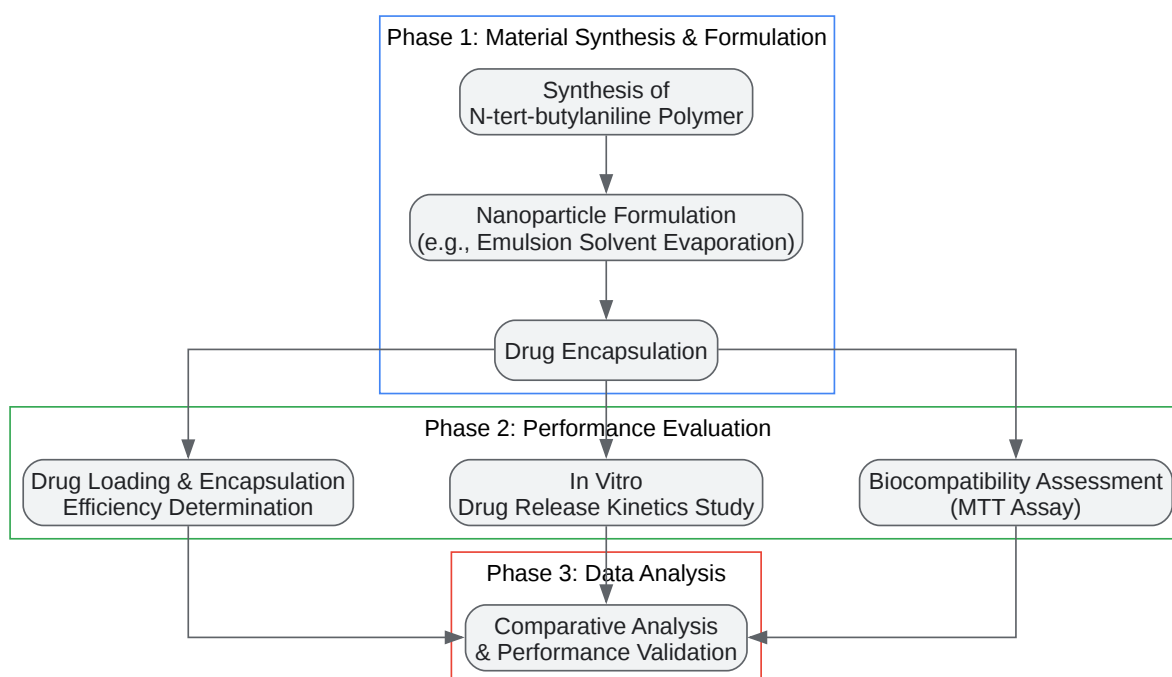 Phase 1: Material Synthesis & Formulation
Synthesis of
N-tert-butylaniline Polymer
Nanoparticle Formulation
(e.g., Emulsion Solvent Evaporation)
Drug Encapsulation
Phase 2: Performance Evaluation
Drug Loading & Encapsulation
Efficiency Determination
In Vitro
Drug Release Kinetics Study
Biocompatibility Assessment
(MTT Assay)
Phase 3: Data Analysis
Comparative Analysis
& Performance Validation